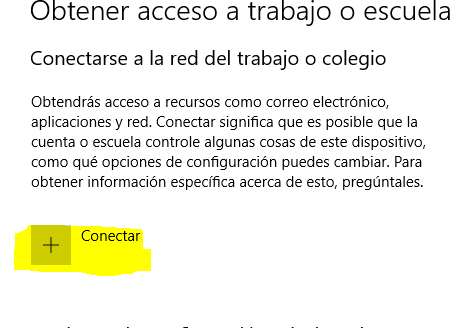 Obtener acceso a trabajo o escuela
Conectarse a la red del trabajo o colegio
Obtendrás acceso a recursos como correo electrónico,
aplicaciones y red. Conectar significa que es posible que la
cuenta o escuela controle algunas cosas de este dispositivo,
como qué opciones de configuración puedes cambiar. Para
obtener información específica acerca de esto, pregúntales.
+ Conectar